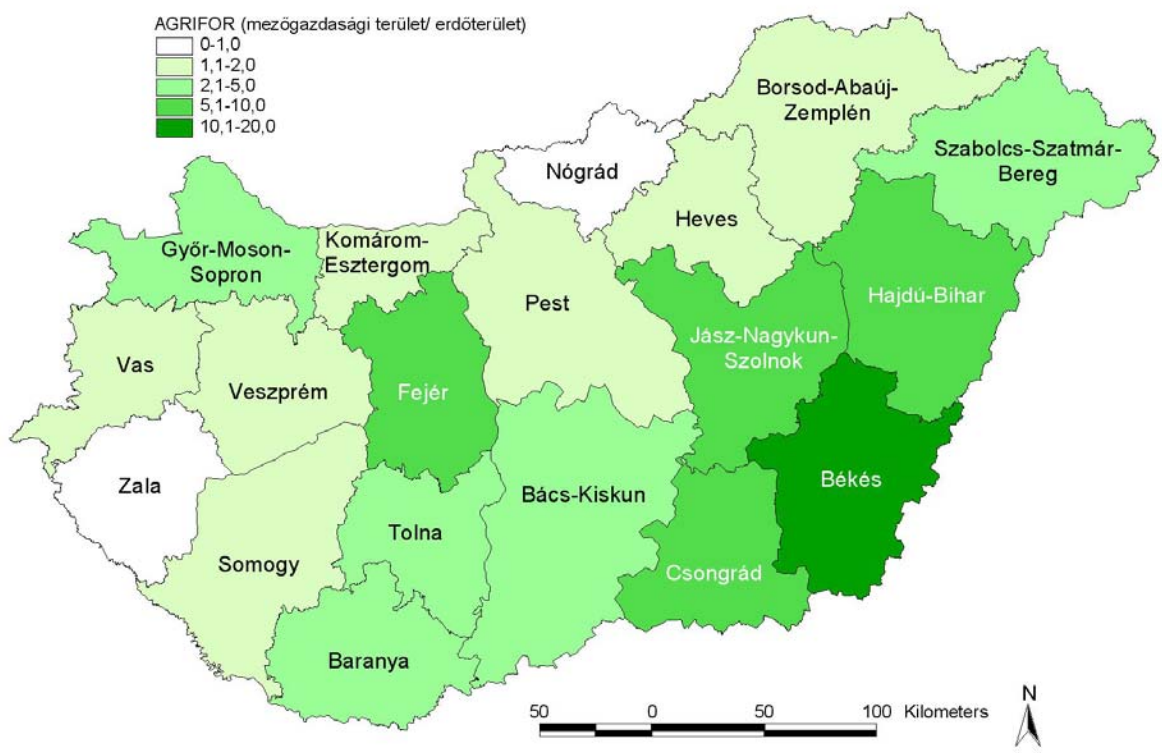 AGRIFOR (mezőgazdasági terület/ erdőterület)
0-1,0
1,1-2,0
2,1-5,0
5,1-10,0
10,1-20,0
Borsod-Abaúj-
Zemplén
Szabolcs-Szatmár-
Bereg
Nógrád
Heves
Győr-Moson-
Sopron
Komárom-
Esztergom
Pest
Hajdú-Bihar
Jász-Nagykun-
Szolnok
Vas
Veszprém
Fejér
Zala
Bács-Kiskun
Békés
Tolna
Somogy
Csongrád
Baranya
N
50 0 50 100 Kilometers